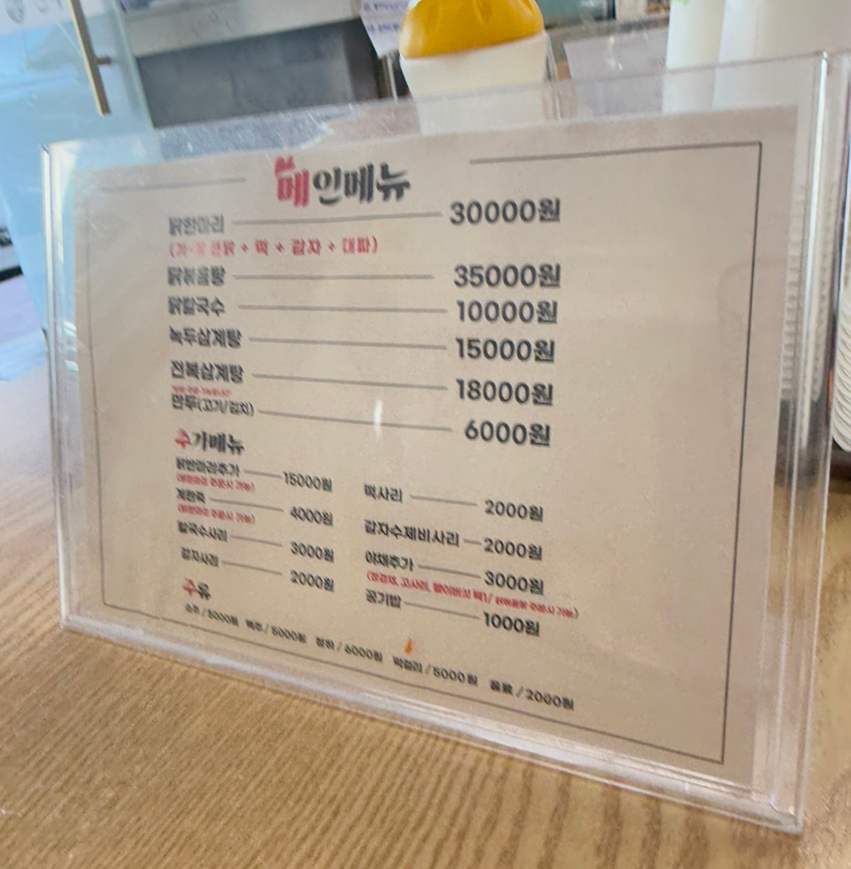 메인메뉴
닭한마리 30000원
닭 + 떡 + 감자 + 대파)
닭볶음탕 35000원
닭칼국수 10000원
녹두삼계탕 15000원
전복삼계탕 18000원
만두(고기/김치) 6000원
추가메뉴
닭반마리추가 15000원
계란죽 4000원
칼국수사리 3000원
감자사리 2000원
떡사리 2000원
감자수제비사리 2000원
야채추가 3000원
공기밥 1000원
주류
소주 / 5000원 맥주 / 5000원 청하 / 6000원 막걸리 / 5000원 음료 / 2000원